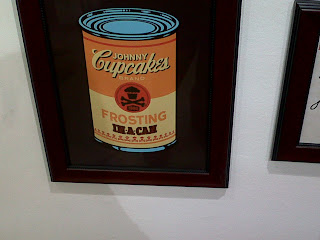 JOHNNY
Cupcakes
BRAND
FROSTING
IN-A-CAN